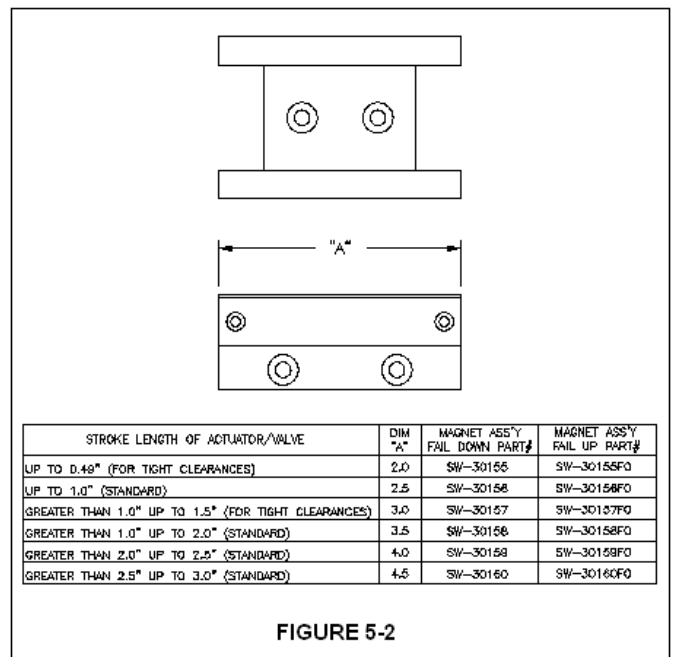 "A"
STROKE LENGTH OF ACTUATOR/VALVE DIM "A" MAGNET ASS'Y FAIL DOWN PART# MAGNET ASS'Y FAIL UP PART#
UP TO 0.49" (FOR TIGHT CLEARANCES) 2.0 SW-30155 SW-30155FO
UP TO 1.0" (STANDARD) 2.5 SW-30156 SW-30156FO
GREATER THAN 1.0" UP TO 1.5" (FOR TIGHT CLEARANCES) 3.0 SW-30157 SW-30157FO
GREATER THAN 1.0" UP TO 2.0" (STANDARD) 3.5 SW-30158 SW-30158FO
GREATER THAN 2.0" UP TO 2.5" (STANDARD) 4.0 SW-30159 SW-30159FO
GREATER THAN 2.5" UP TO 3.0" (STANDARD) 4.5 SW-30160 SW-30160FO
FIGURE 5-2